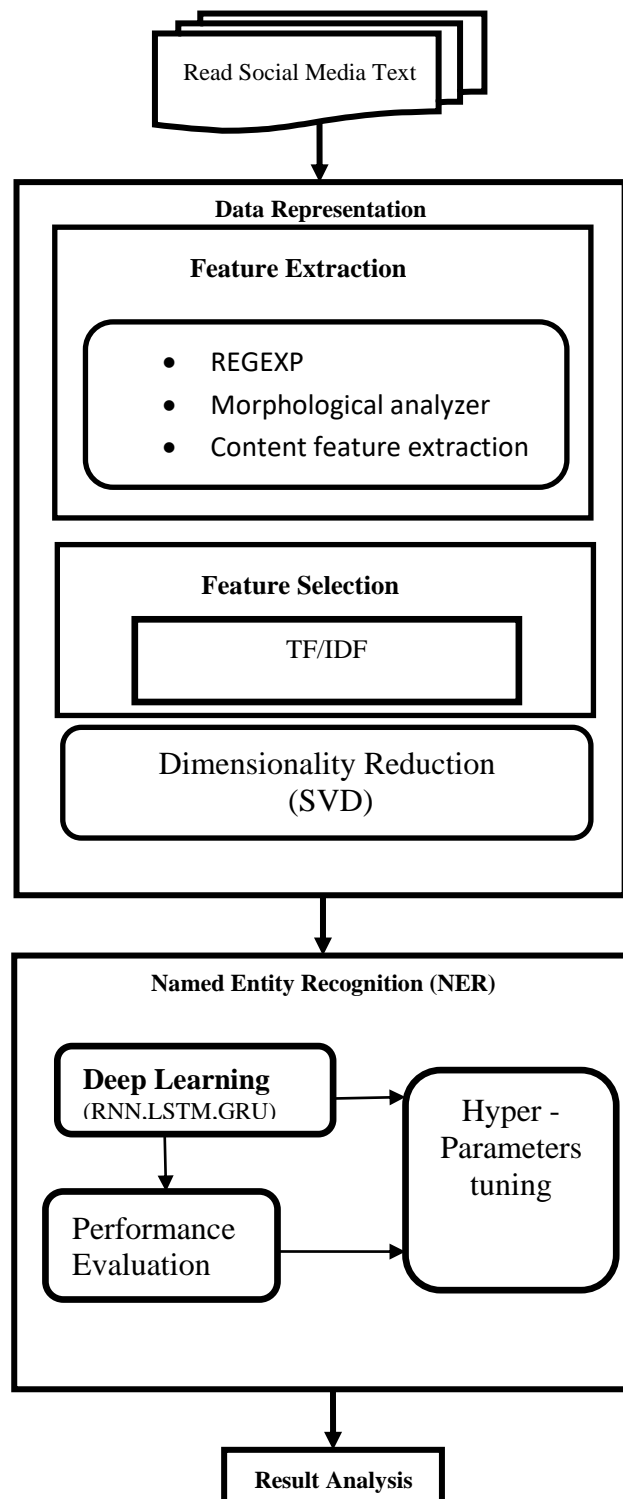 Read Social Media Text
Data Representation
Feature Extraction
• REGEXP
• Morphological analyzer
• Content feature extraction
Feature Selection
TF/IDF
Dimensionality Reduction
(SVD)
Named Entity Recognition (NER)
Deep Learning
(RNN,LSTM,GRU)
Hyper -
Parameters
tuning
Performance
Evaluation
Result Analysis